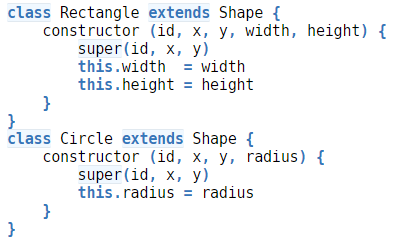 class Rectangle extends Shape {
    constructor (id, x, y, width, height) {
        super(id, x, y)
        this.width  = width
        this.height = height
    }
}
class Circle extends Shape {
    constructor (id, x, y, radius) {
        super(id, x, y)
        this.radius = radius
    }
}